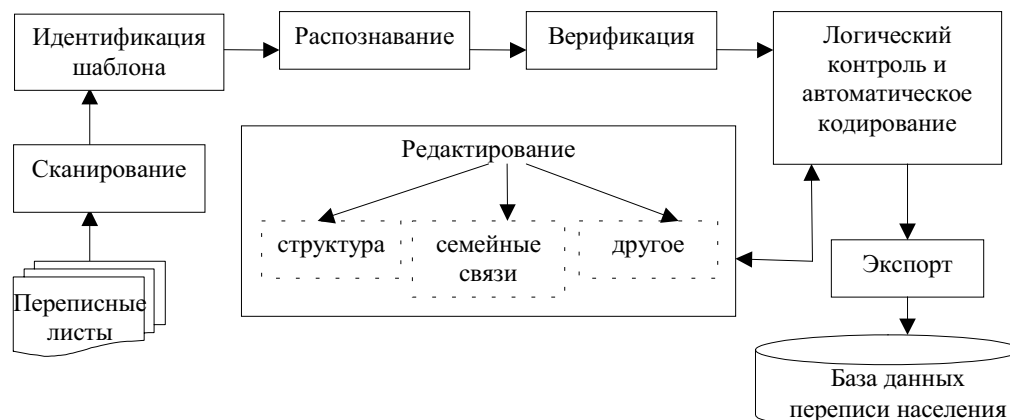 Идентификация
шаблона
Распознавание
Верификация
Логический
контроль и
автоматическое
кодирование
Сканирование
Редактирование
структура
семейные
связи
другое
Переписные
листы
Экспорт
База данных
переписи населения